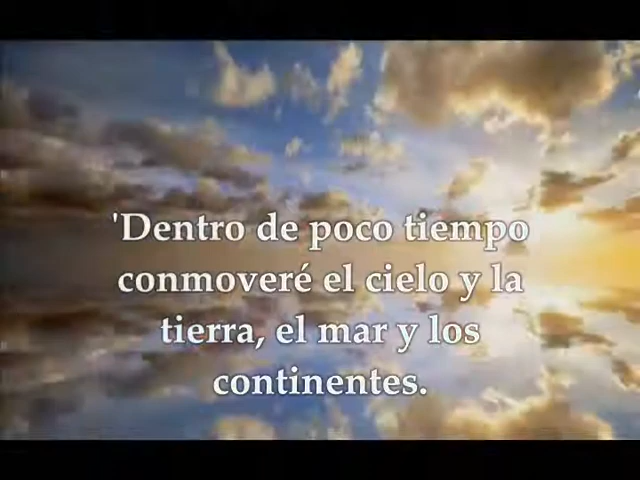 'Dentro de poco tiempo
conmoveré el cielo y la
tierra, el mar y los
continentes.